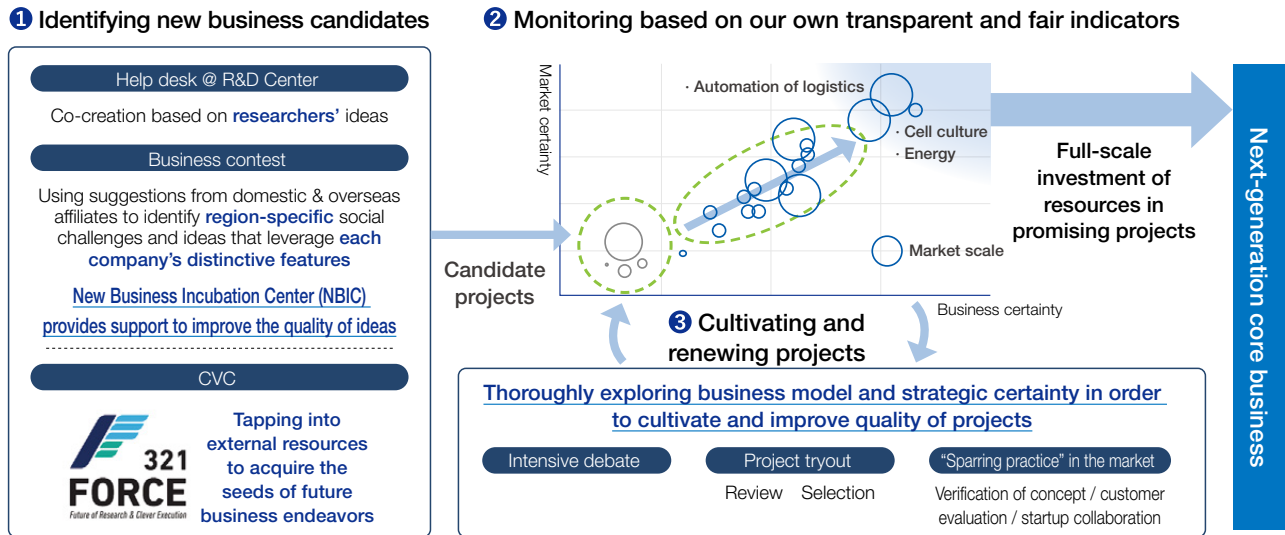 ❶ Identifying new business candidates
Help desk @ R&D Center
Co-creation based on researchers’ ideas
Business contest
Using suggestions from domestic & overseas
affiliates to identify region-specific social
challenges and ideas that leverage each
company’s distinctive features
New Business Incubation Center (NBIC)
provides support to improve the quality of ideas
CVC
321
FORCE
Future of Research & Clever Execution
Tapping into
external resources
to acquire the
seeds of future
business endeavors
❷ Monitoring based on our own transparent and fair indicators
Market certainty
· Automation of logistics
· Cell culture
· Energy
Market scale
Business certainty
Candidate
projects
Full-scale
investment of
resources in
promising projects
Next-generation core business
❸ Cultivating and
renewing projects
Thoroughly exploring business model and strategic certainty in order
to cultivate and improve quality of projects
Intensive debate
Project tryout
Review Selection
“Sparring practice” in the market
Verification of concept / customer
evaluation / startup collaboration